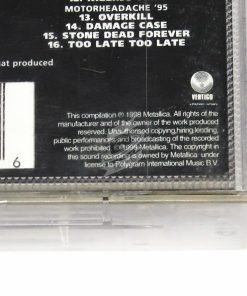 MOTORHEADACHE '95
13. OVERKILL
14. DAMAGE CASE
15. STONE DEAD FOREVER
16. TOO LATE TOO LATE
at produced
VERTIGO
This compilation ℗ 1998 Metallica. All rights of the
manufacturer and of the owner of the work produced
reserved. Unauthorised copying, hiring, lending,
public performances and broadcasting of the recorded
work prohibited. © 1998 Metallica. The copyright in
this sound recording is owned by Metallica under
license to Polygram International Music B.V.
6